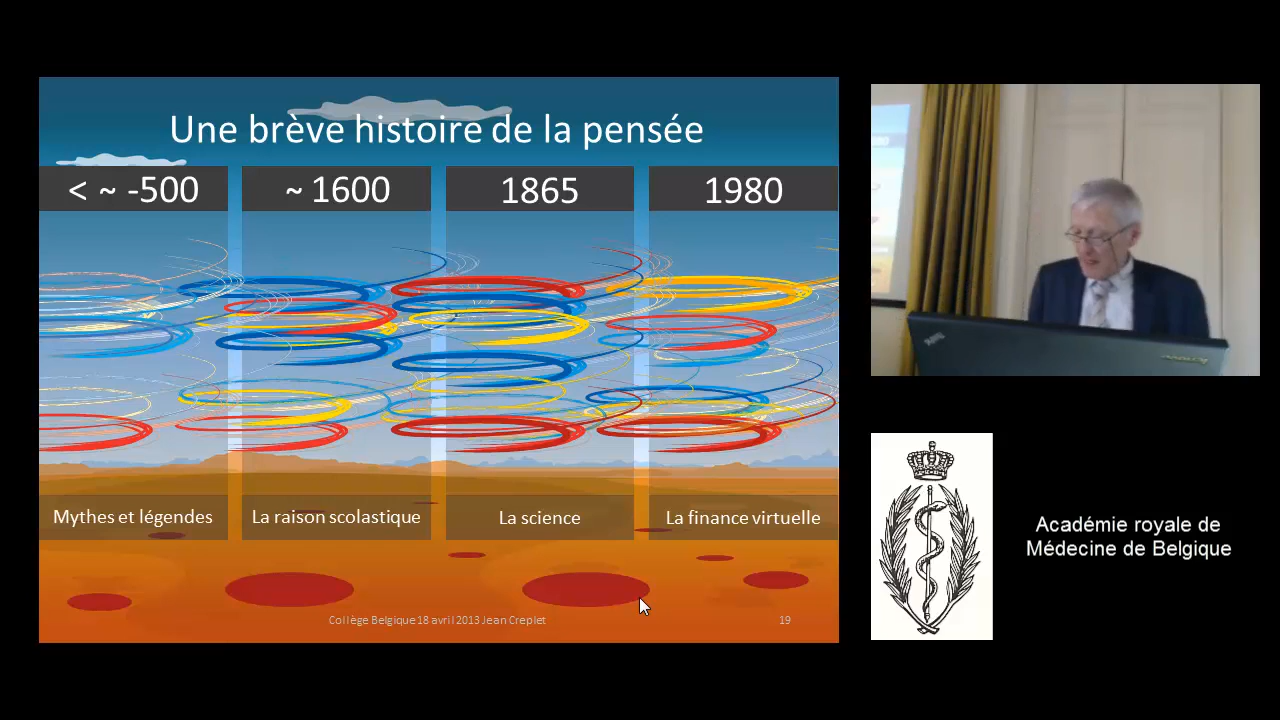 Une brève histoire de la pensée
< ~ -500
~ 1600
1865
1980
Mythes et légendes
La raison scolastique
La science
La finance virtuelle
Collège Belgique 18 avril 2013 Jean Creplet
19
Académie royale de
Médecine de Belgique